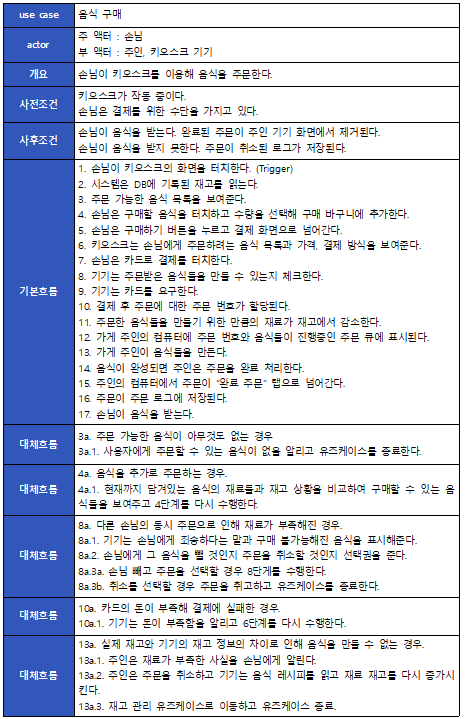 use case 음식 구매
actor
주 액터 : 손님
부 액터 : 주인, 키오스크 기기
개요 손님이 키오스크를 이용해 음식을 주문한다.
사전조건
키오스크가 작동 중이다.
손님은 결제를 위한 수단을 가지고 있다.
사후조건
손님이 음식을 받는다. 완료된 주문이 주인 기기 화면에서 제거된다.
손님이 음식을 받지 못한다. 주문이 취소된 로그가 저장된다.
기본흐름
1. 손님이 키오스크의 화면을 터치한다. (Trigger)
2. 시스템은 DB에 기록된 재고를 읽는다.
3. 주문 가능한 음식 목록을 보여준다.
4. 손님은 구매할 음식을 터치하고 수량을 선택해 구매 바구니에 추가한다.
5. 손님은 구매하기 버튼을 누르고 결제 화면으로 넘어간다.
6. 키오스크는 손님에게 주문하려는 음식 목록과 가격, 결제 방식을 보여준다.
7. 손님은 카드로 결제를 터치한다.
8. 기기는 주문받은 음식들을 만들 수 있는지 체크한다.
9. 기기는 카드를 요구한다.
10. 결제 후 주문에 대한 주문 번호가 할당된다.
11. 주문한 음식들을 만들기 위한 만큼의 재료가 재고에서 감소한다.
12. 가게 주인의 컴퓨터에 주문 번호와 음식들이 진행중인 주문 큐에 표시된다.
13. 가게 주인이 음식들을 만든다.
14. 음식이 완성되면 주인은 주문을 완료 처리한다.
15. 주인의 컴퓨터에서 주문이 “완료 주문” 탭으로 넘어간다.
16. 주문이 주문 로그에 저장된다.
17. 손님이 음식을 받는다.
대체흐름
3a. 주문 가능한 음식이 아무것도 없는 경우
3a.1. 사용자에게 주문할 수 있는 음식이 없을 알리고 유즈케이스를 종료한다.
대체흐름
4a. 음식을 추가로 주문하는 경우.
4a.1. 현재까지 담겨있는 음식의 재료들과 재고 상황을 비교하여 구매할 수 있는 음
식들을 보여주고 4단계를 다시 수행한다.
대체흐름
8a. 다른 손님의 동시 주문으로 인해 재료가 부족해진 경우.
8a.1. 기기는 손님에게 죄송하다는 말과 구매 불가능해진 음식을 표시해준다.
8a.2. 손님에게 그 음식을 뺄 것인지 주문을 취소할 것인지 선택권을 준다.
8a.3a. 손님 빼고 주문을 선택할 경우 8단게를 수행한다.
8a.3b. 취소를 선택할 경우 주문을 취고하고 유즈케이스를 종료한다.
대체흐름
10a. 카드의 돈이 부족해 결제에 실패한 경우.
10a.1. 기기는 돈이 부족함을 알리고 6단계를 다시 수행한다.
대체흐름
13a. 실제 재고와 기기의 재고 정보의 차이로 인해 음식을 만들 수 없는 경우.
13a.1. 주인은 재료가 부족한 사실을 손님에게 알린다.
13a.2. 주인은 주문을 취소하고 기기는 음식 레시피를 읽고 재료 재고를 다시 증가시
킨다.
13a.3. 재고 관리 유즈케이스로 이동하고 유즈케이스 종료.